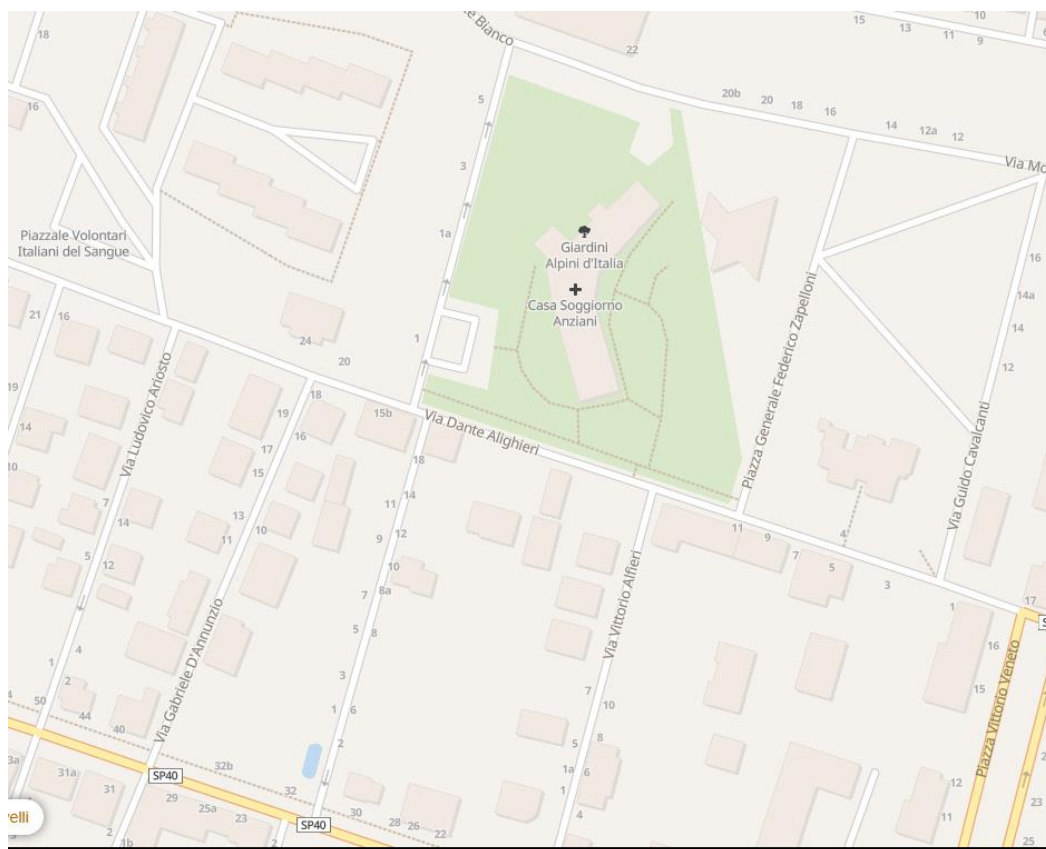 te Bianco
18
22
15
13
11
9
10
6
5
20b
20
18
16
14
12a
12
Via Mo
16
3
1a
Piazzale Volontari
Italiani del Sangue
Giardini
Alpini d'Italia
Casa Soggiorno
Anziani
16
14a
14
12
21
16
24
20
1
Piazza Generale Federico Zapelloni
Via Guido Cavalcanti
19
14
10
Via Ludovico Ariosto
18
19
16
17
15
15b
Via Dante Alighieri
18
14
11
12
9
10
8a
7
5
8
3
1
6
2
7
14
5
12
4
1
2
50
44
40
13
11
10
Via Gabriele D'Annunzio
11
9
7
5
4
3
1
17
Via Vittorio Alfieri
7
10
5
8
1a
6
1
4
16
15
12
11
Piazza Vittorio Veneto
23
25
SP40
32b
32
SP40
30
28
26
22
3a
31a
31
29
25a
23
2
2
1b
elli